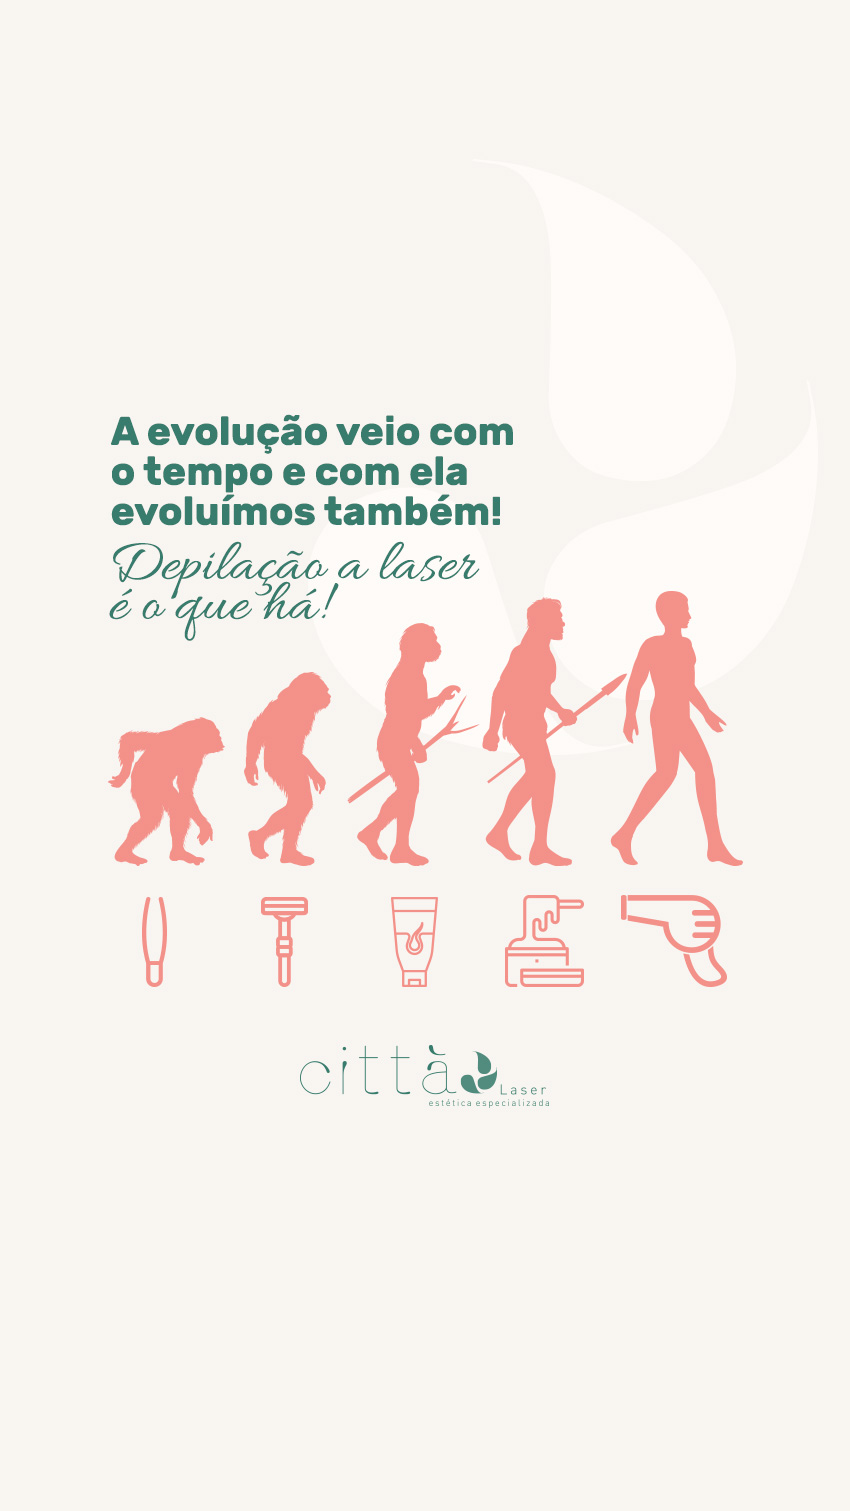 A evolução veio com
o tempo e com ela
evoluímos também!
Depilação a laser
é o que há!
città Laser
estética especializada